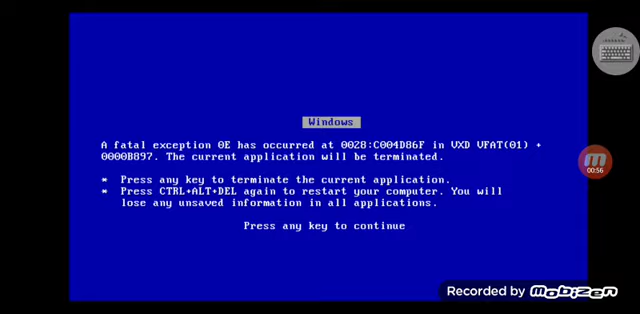 Windows
A fatal exception 0E has occurred at 0028:C004D86F in VXD VFAT(01) +
0000B897. The current application will be terminated.
* Press any key to terminate the current application.
* Press CTRL+ALT+DEL again to restart your computer. You will
lose any unsaved information in all applications.
Press any key to continue
00:56
Recorded by mobizen